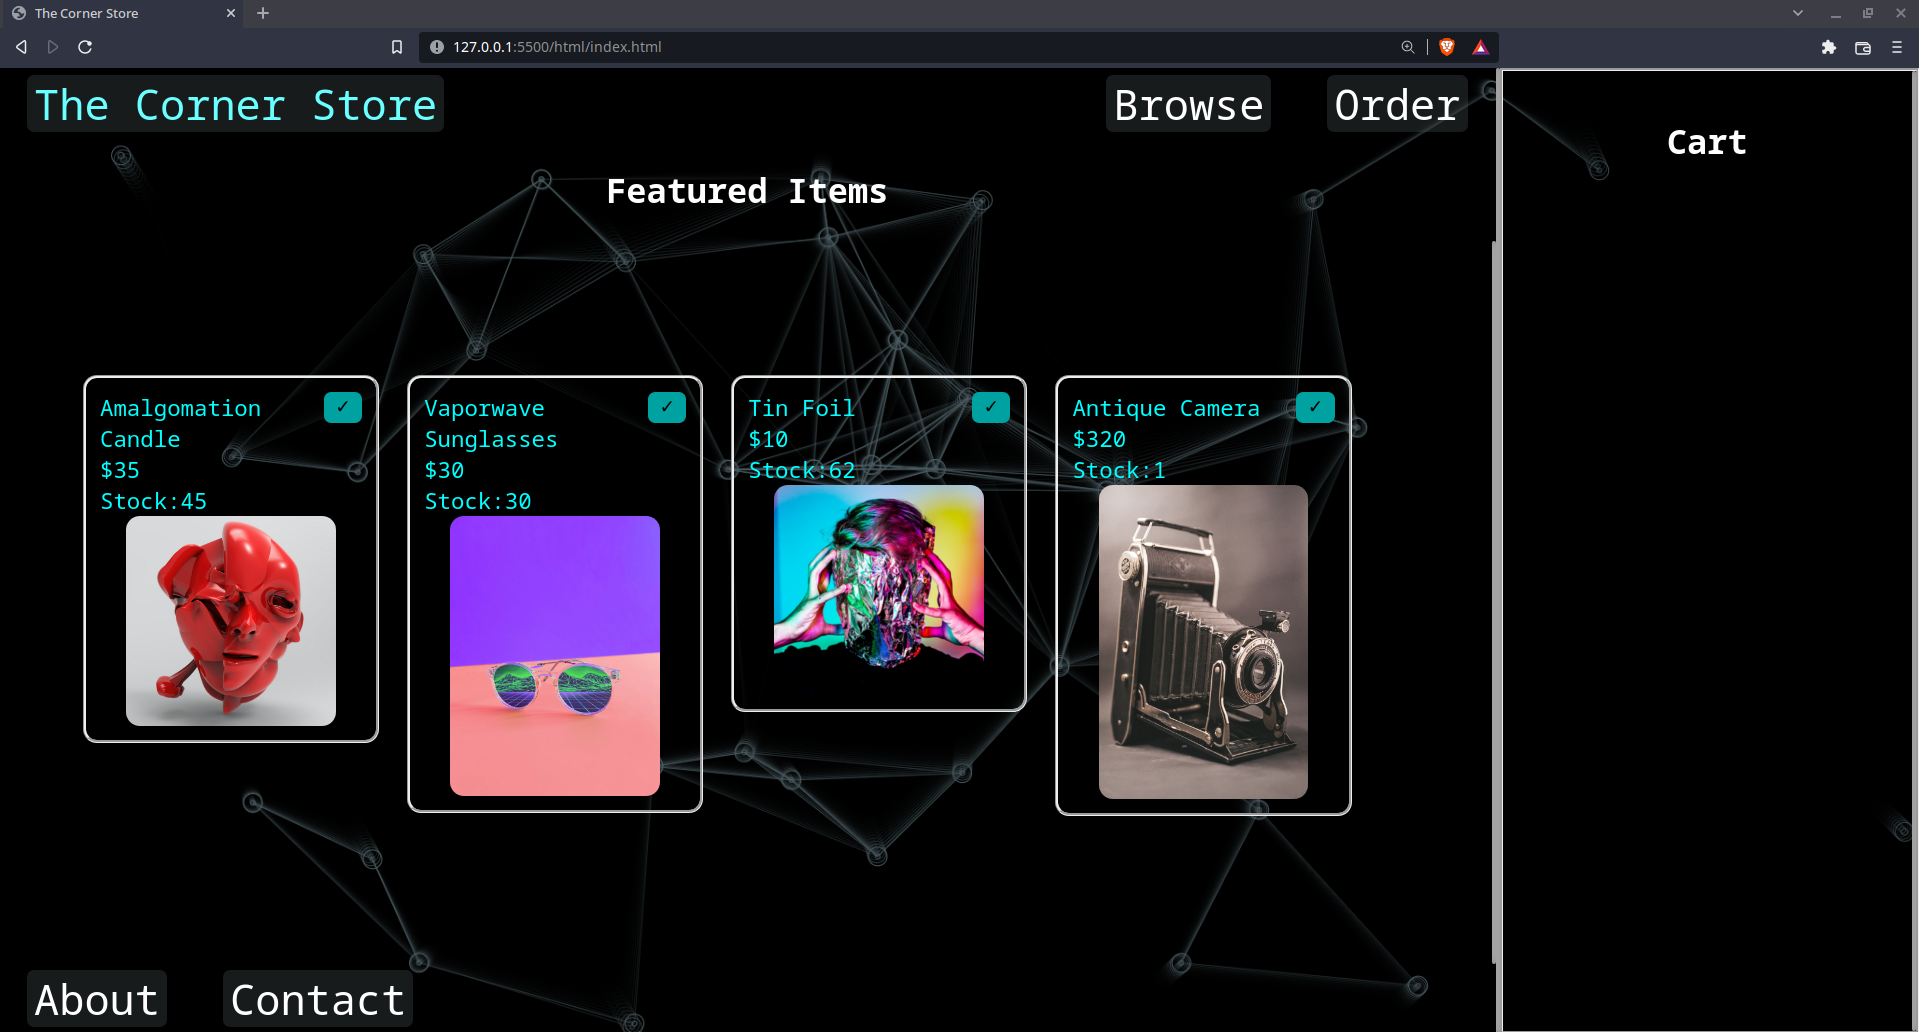 The Corner Store
127.0.0.1:5500/html/index.html
The Corner Store
Browse
Order
Cart
Featured Items
Amalgomation
Candle
$35
Stock:45
✓
Vaporwave
Sunglasses
$30
Stock:30
✓
Tin Foil
$10
Stock:62
✓
Antique Camera
$320
Stock:1
✓
About
Contact